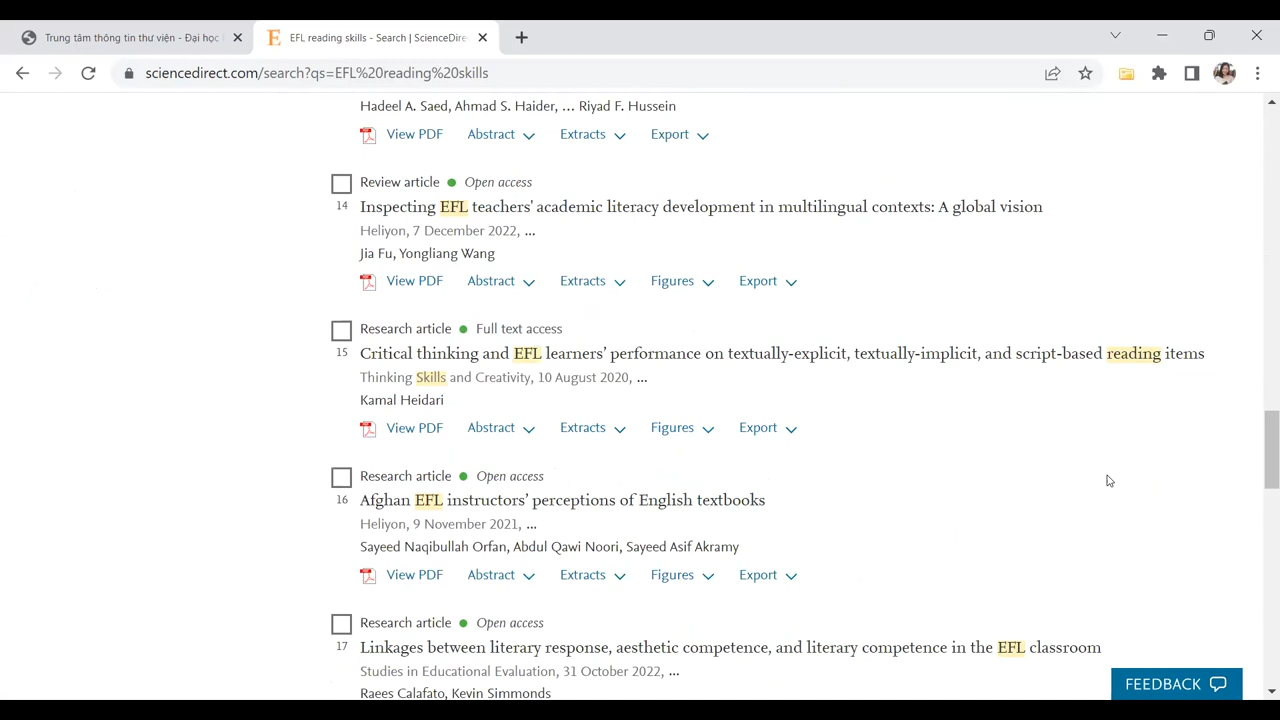 Trung tâm thông tin thư viện - Đại học
EFL reading skills - Search | ScienceDire
sciencedirect.com/search?qs=EFL%20reading%20skills
Hadeel A. Saed, Ahmad S. Haider, … Riyad F. Hussein
View PDF Abstract Extracts Export
Review article Open access
14 Inspecting EFL teachers' academic literacy development in multilingual contexts: A global vision
Heliyon, 7 December 2022, ...
Jia Fu, Yongliang Wang
View PDF Abstract Extracts Figures Export
Research article Full text access
15 Critical thinking and EFL learners’ performance on textually-explicit, textually-implicit, and script-based reading items
Thinking Skills and Creativity, 10 August 2020, ...
Kamal Heidari
View PDF Abstract Extracts Figures Export
Research article Open access
16 Afghan EFL instructors’ perceptions of English textbooks
Heliyon, 9 November 2021, ...
Sayeed Naqibullah Orfan, Abdul Qawi Noori, Sayeed Asif Akramy
View PDF Abstract Extracts Figures Export
Research article Open access
17 Linkages between literary response, aesthetic competence, and literary competence in the EFL classroom
Studies in Educational Evaluation, 31 October 2022, ...
Raees Calafato, Kevin Simmonds
FEEDBACK